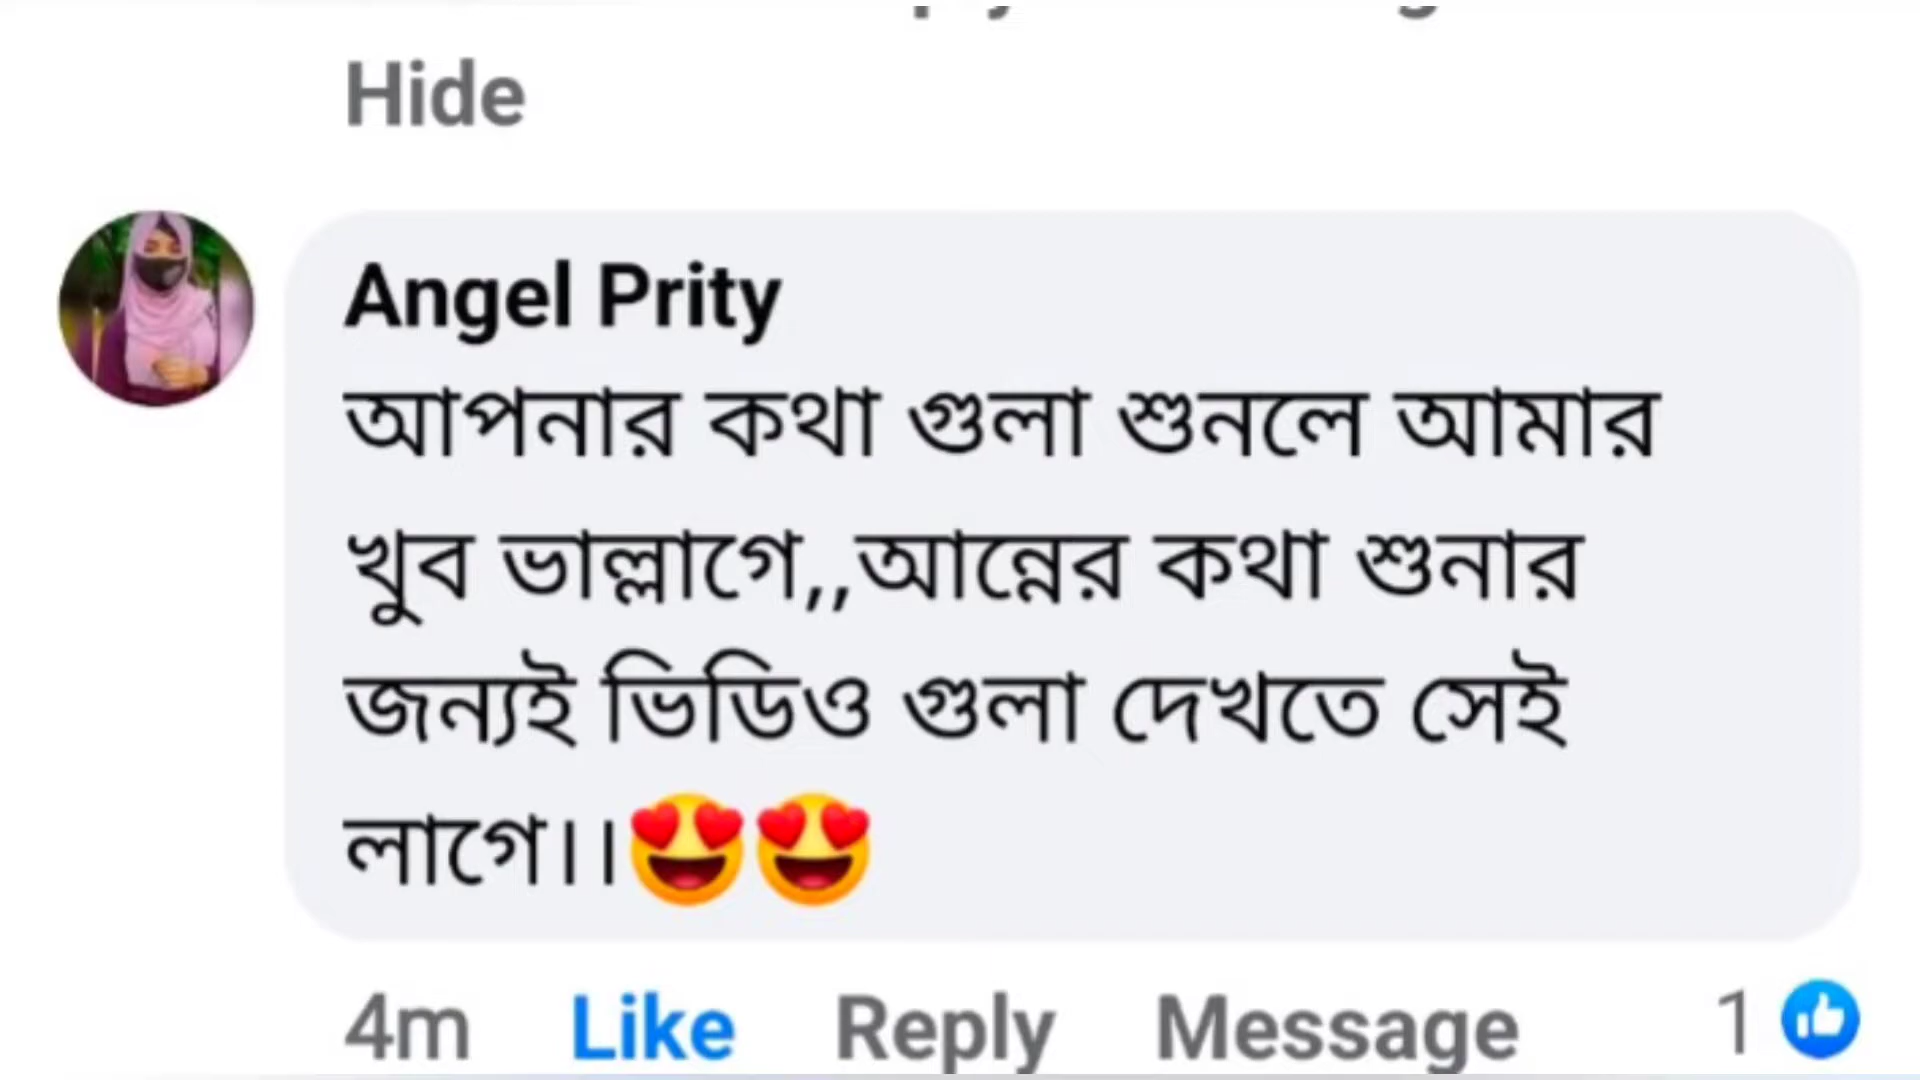 Hide
Angel Prity
আপনার কথা গুলা শুনলে আমার
খুব ভাল্লাগে,,আন্নের কথা শুনার
জন্যই ভিডিও গুলা দেখতে সেই
লাগে।।😍😍
4m Like Reply Message 1